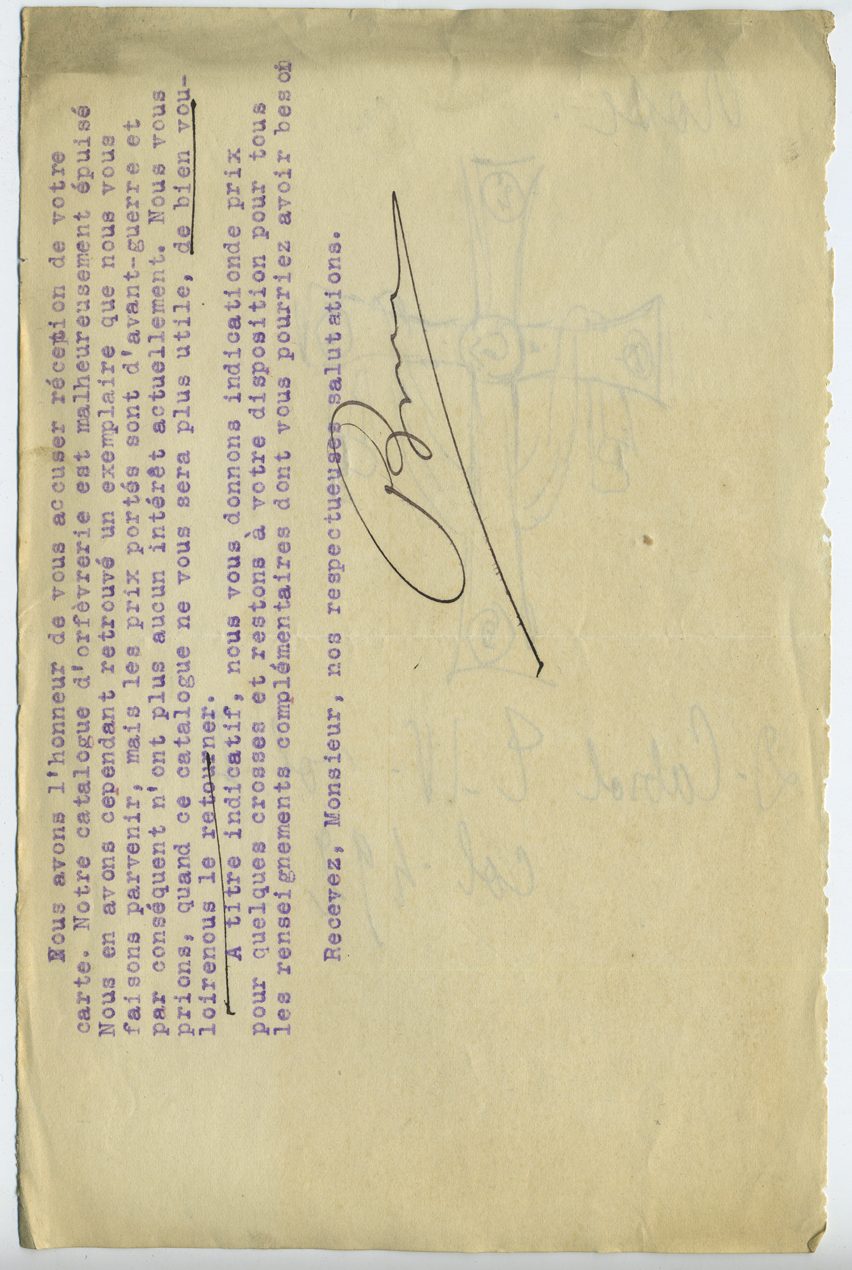 Nous avons l'honneur de vous accuser réception de votre
carte. Notre catalogue d'orfèvrerie est malheureusement épuisé
Nous en avons cependant retrouvé un exemplaire que nous vous
faisons parvenir, mais les prix portés sont d'avant-guerre et
par conséquent n'ont plus aucun intérêt actuellement. Nous vous
prions, quand ce catalogue ne vous sera plus utile, de bien vou-
loirenous le retourner.
A titre indicatif, nous vous donnons indicationde prix
pour quelques crosses et restons à votre disposition pour tous
les renseignements complémentaires dont vous pourriez avoir besoin
Recevez, Monsieur, nos respectueuses salutations.